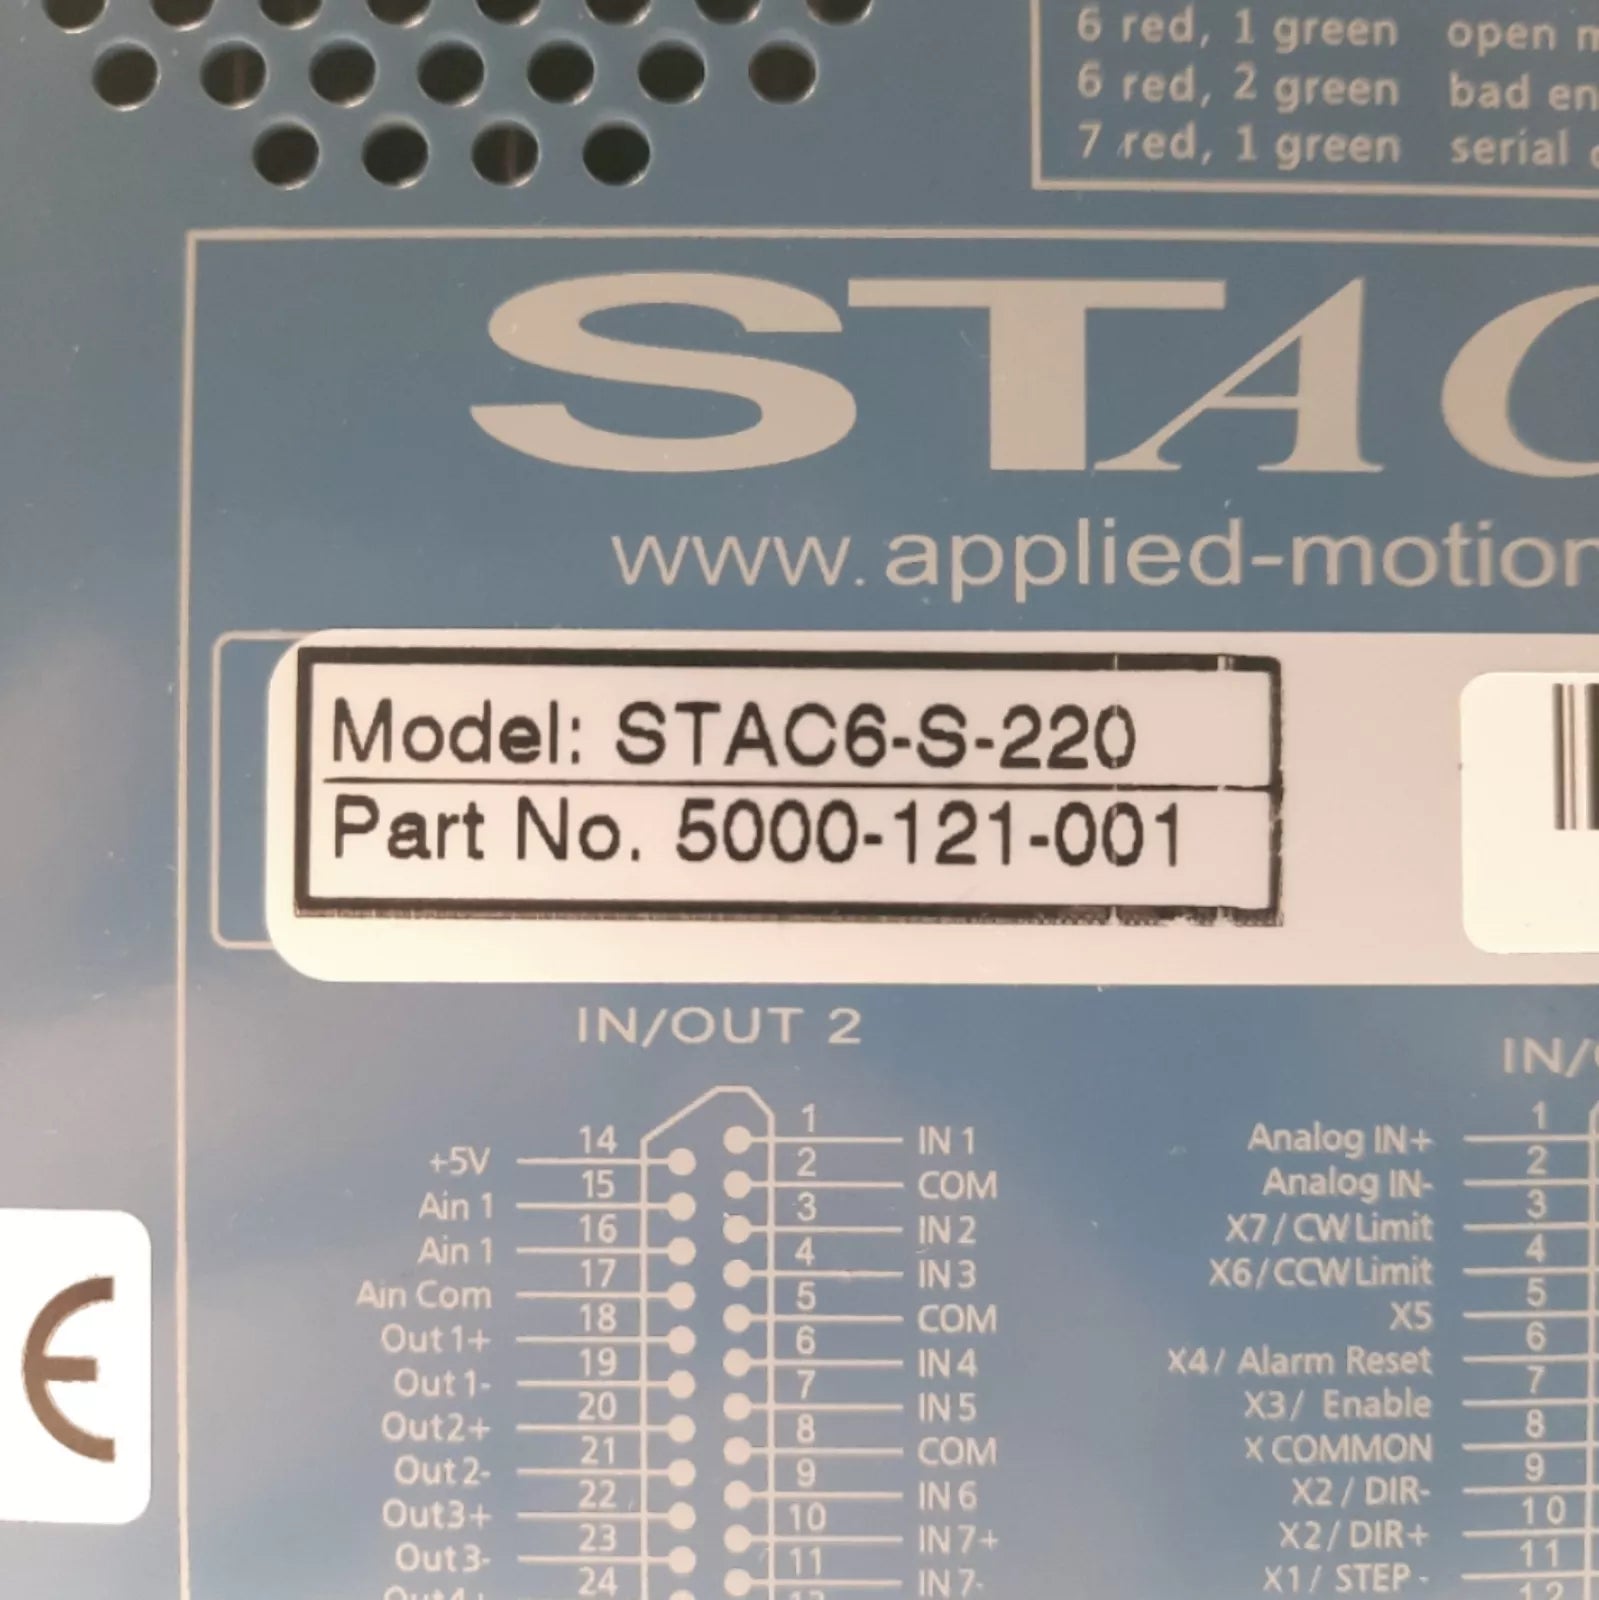 6 red, 1 green open
6 red, 2 green bad
7 red, 1 green serial
STAC
www.applied-motion
Model: STAC6-S-220
Part No. 5000-121-001
IN/OUT 2
IN/
14 1
+5V IN 1
15 2
Ain 1 COM
16 3
Ain 1 IN 2
17 4
Ain Com IN 3
18 5
Out 1+ COM
19 6
Out 1- IN 4
20 7
Out2+ IN 5
21 8
Out 2- COM
22 9
Out3+ IN 6
23 10
Out 3- IN 7+
24 11
IN 7-
1
Analog IN+
2
Analog IN-
3
X7 / CW Limit
4
X6 / CCW Limit
5
X5
6
X4 / Alarm Reset
7
X3 / Enable
8
X COMMON
9
X2 / DIR-
10
X2 / DIR+
11
X1 / STEP -
12
CE